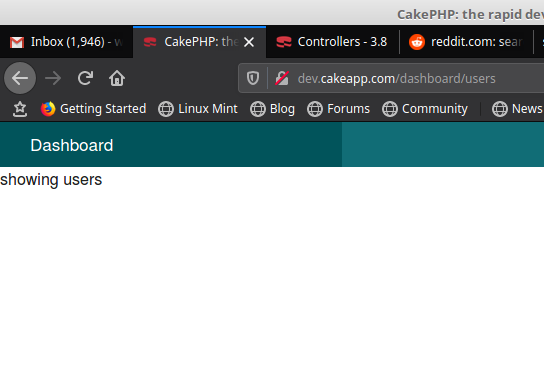 CakePHP: the rapid dev
Inbox (1,946) - w
CakePHP: the
Controllers - 3.8
reddit.com: sear
dev.cakeapp.com/dashboard/users
Getting Started Linux Mint Blog Forums Community News
Dashboard
showing users